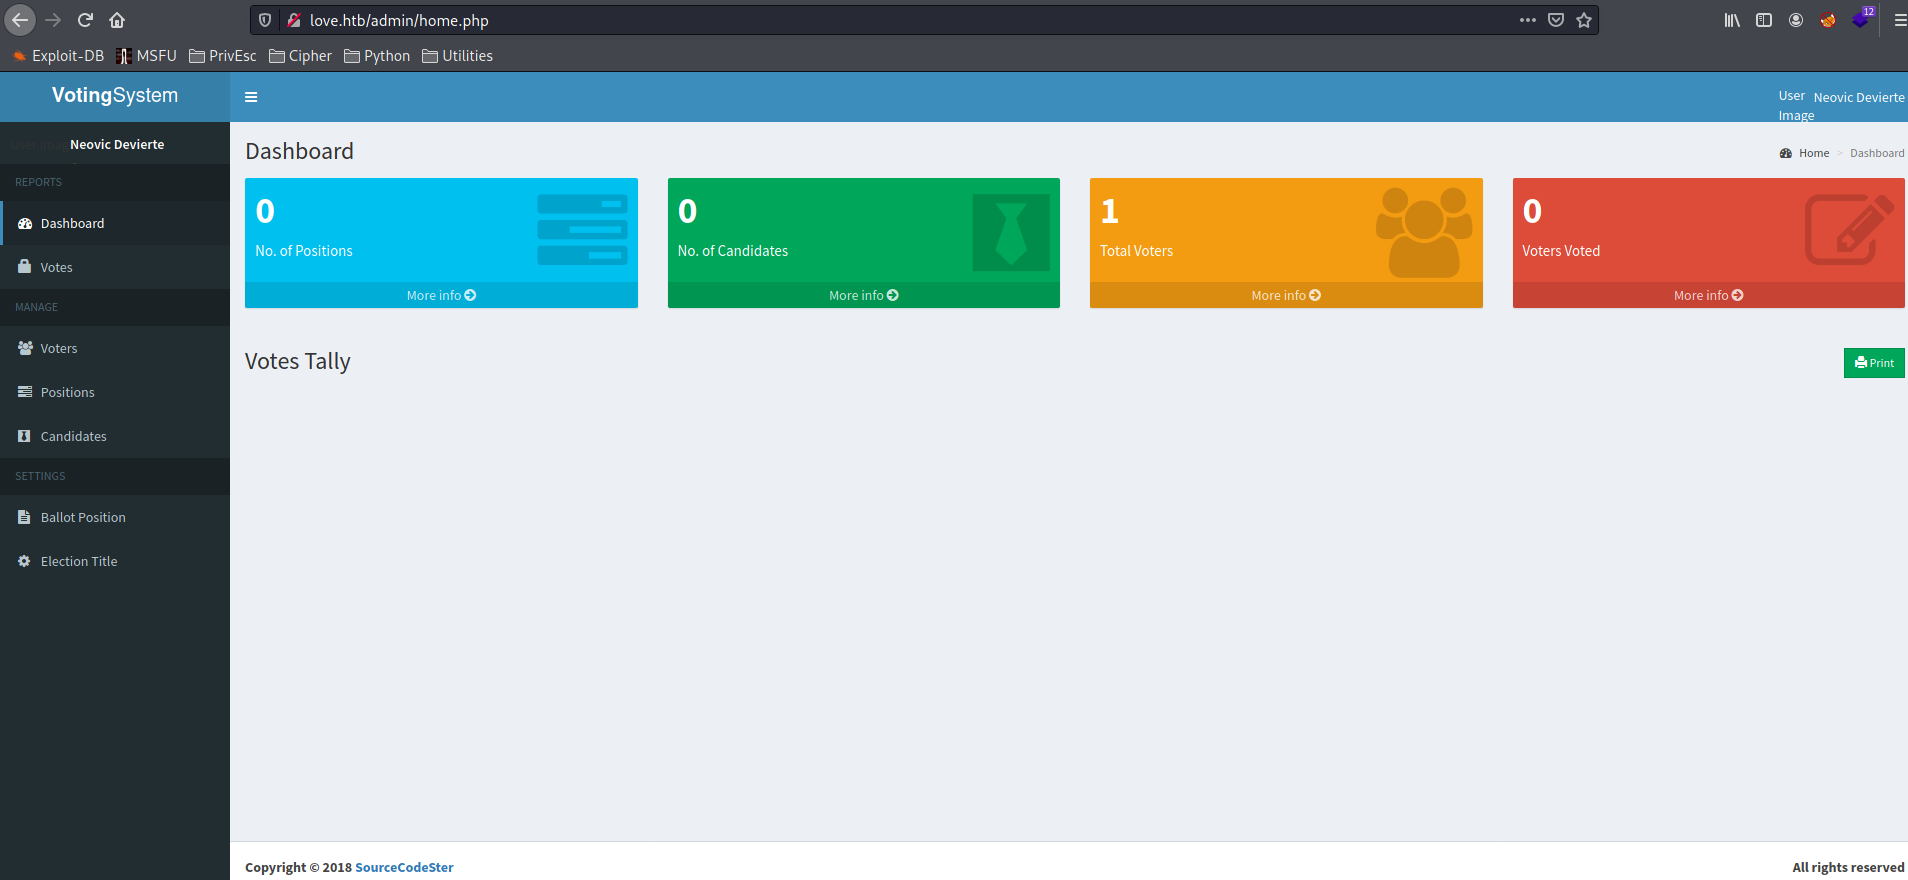 love.htb/admin/home.php
12
Exploit-DB MSFU PrivEsc Cipher Python Utilities
VotingSystem
User Image
Neovic Devierte
User Image
Neovic Devierte
REPORTS
Dashboard
Votes
MANAGE
Voters
Positions
Candidates
SETTINGS
Ballot Position
Election Title
Dashboard
Home > Dashboard
0
No. of Positions
More info
0
No. of Candidates
More info
1
Total Voters
More info
0
Voters Voted
More info
Votes Tally
Print
Copyright © 2018 SourceCodeSter
All rights reserved